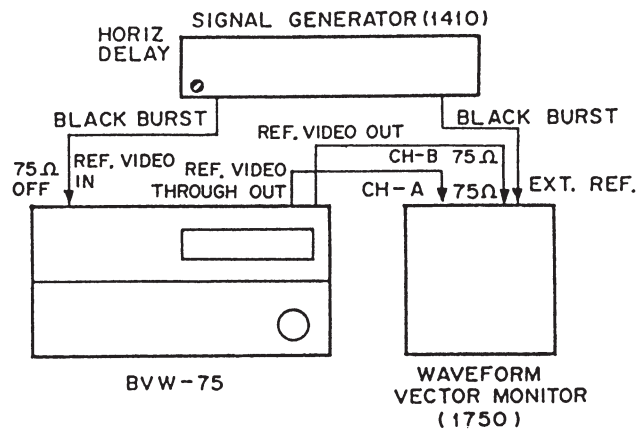 SIGNAL GENERATOR(1410)
HORIZ
DELAY
BLACK BURST
BLACK BURST
REF. VIDEO OUT
75Ω
OFF
REF. VIDEO
IN
REF. VIDEO
THROUGH OUT
CH-B 75Ω
CH-A 75Ω
EXT. REF.
BVW-75
WAVEFORM
VECTOR MONITOR
(1750)